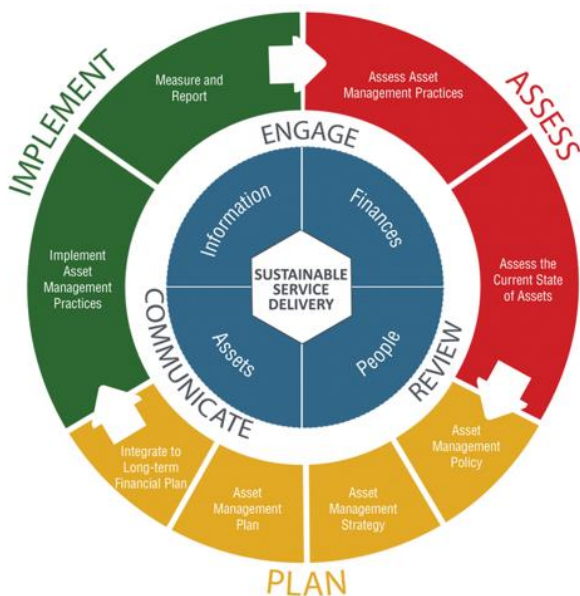 IMPLEMENT
Measure and
Report
Assess Asset
Management Practices
ASSESS
ENGAGE
Information
Finances
Implement
Asset
Management
Practices
SUSTAINABLE
SERVICE
DELIVERY
Assess the
Current State
of Assets
COMMUNICATE
Assets
People
REVIEW
Integrate to
Long-term
Financial Plan
Asset
Management
Plan
Asset
Management
Strategy
Asset
Management
Policy
PLAN